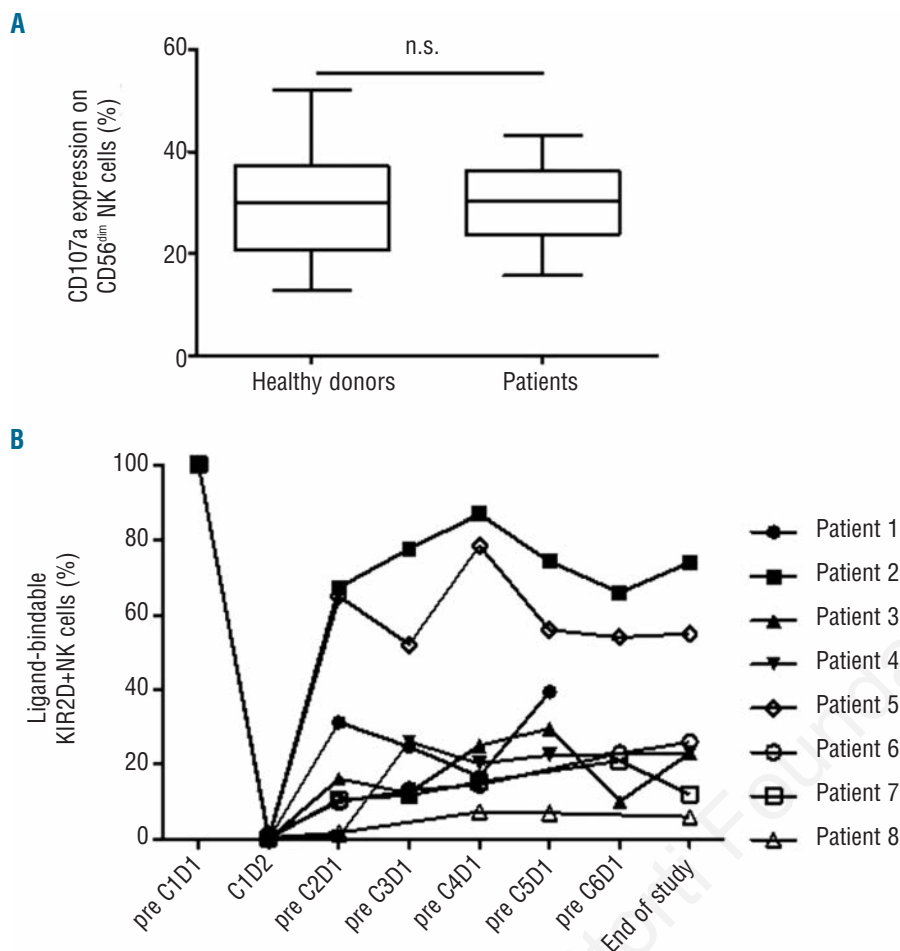 A
60
40
20
0
CD107a expression on
CD56dim NK cells (%)
n.s.
Healthy donors
Patients
B
100
80
60
40
20
0
Ligand-bindable
KIR2D+NK cells (%)
pre C1D1
C1D2
pre C2D1
pre C3D1
pre C4D1
pre C5D1
pre C6D1
End of study
Patient 1
Patient 2
Patient 3
Patient 4
Patient 5
Patient 6
Patient 7
Patient 8